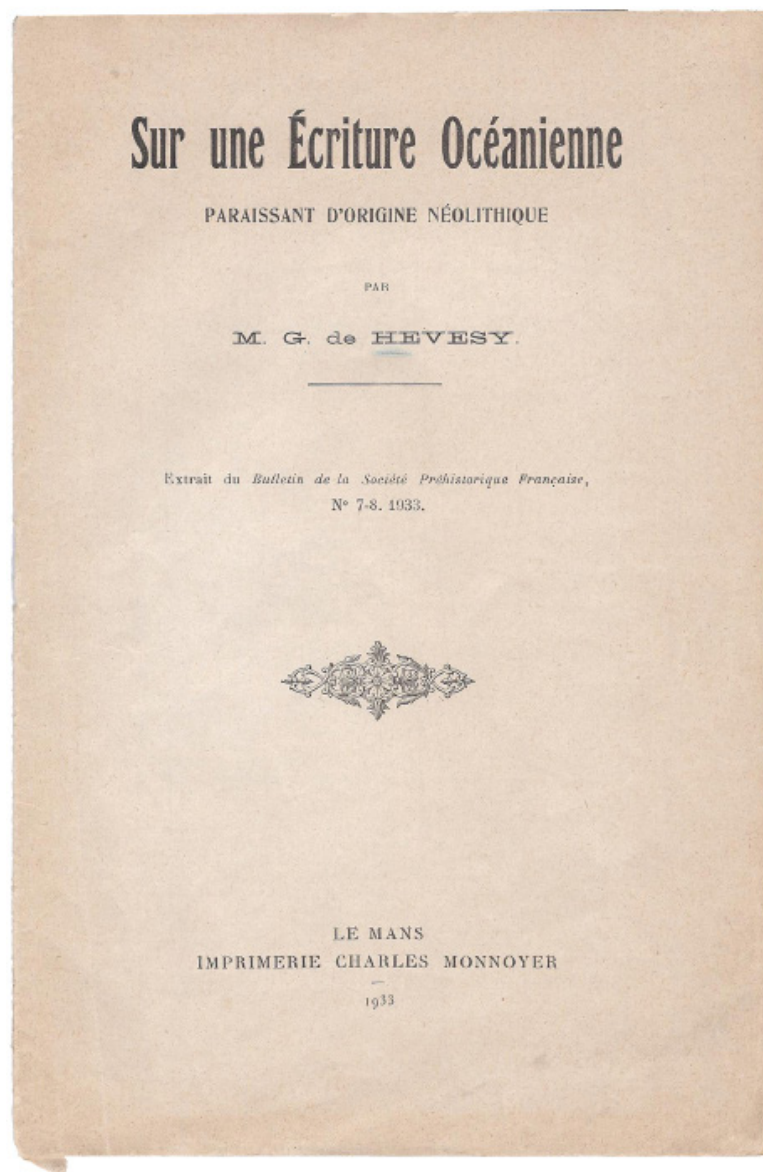 Sur une Écriture Océanienne
PARAISSANT D'ORIGINE NÉOLITHIQUE
PAR
M. G. de HEVESY.
Extrait du Bulletin de la Société Préhistorique Française,
N° 7-8. 1933.
LE MANS
IMPRIMERIE CHARLES MONNOYER
1933